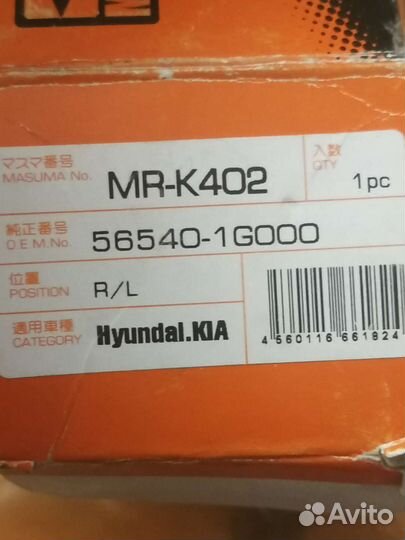 マスマ番号
MASUMA No.
MR-K402
入数
QTY
1pc
純正番号
O.E.M.No.
56540-1G000
位置
POSITION
R/L
適用車種
CATEGORY
Hyundai.KIA
4 560116 661824
Avito